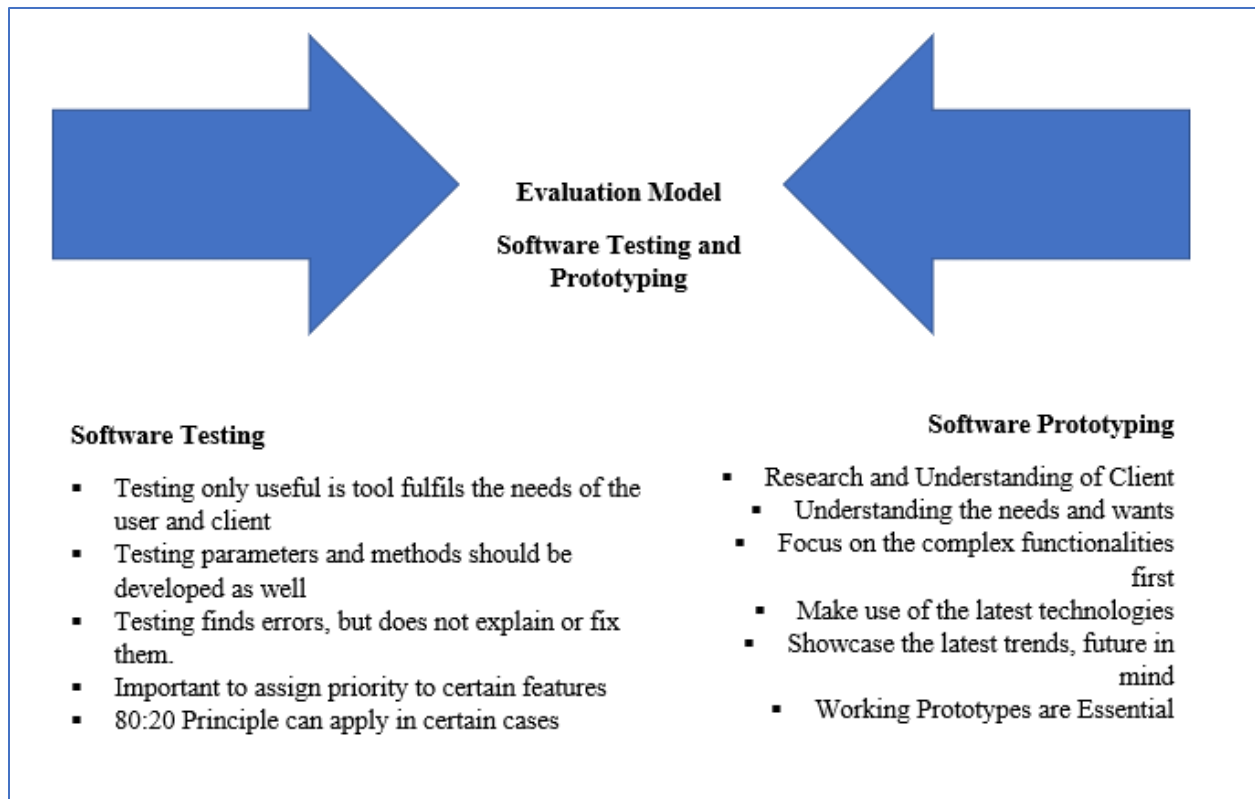 Evaluation Model
Software Testing and
Prototyping
Software Testing
▪ Testing only useful is tool fulfils the needs of the
user and client
▪ Testing parameters and methods should be
developed as well
▪ Testing finds errors, but does not explain or fix
them.
▪ Important to assign priority to certain features
▪ 80:20 Principle can apply in certain cases
Software Prototyping
▪ Research and Understanding of Client
▪ Understanding the needs and wants
▪ Focus on the complex functionalities
first
▪ Make use of the latest technologies
▪ Showcase the latest trends, future in
mind
▪ Working Prototypes are Essential